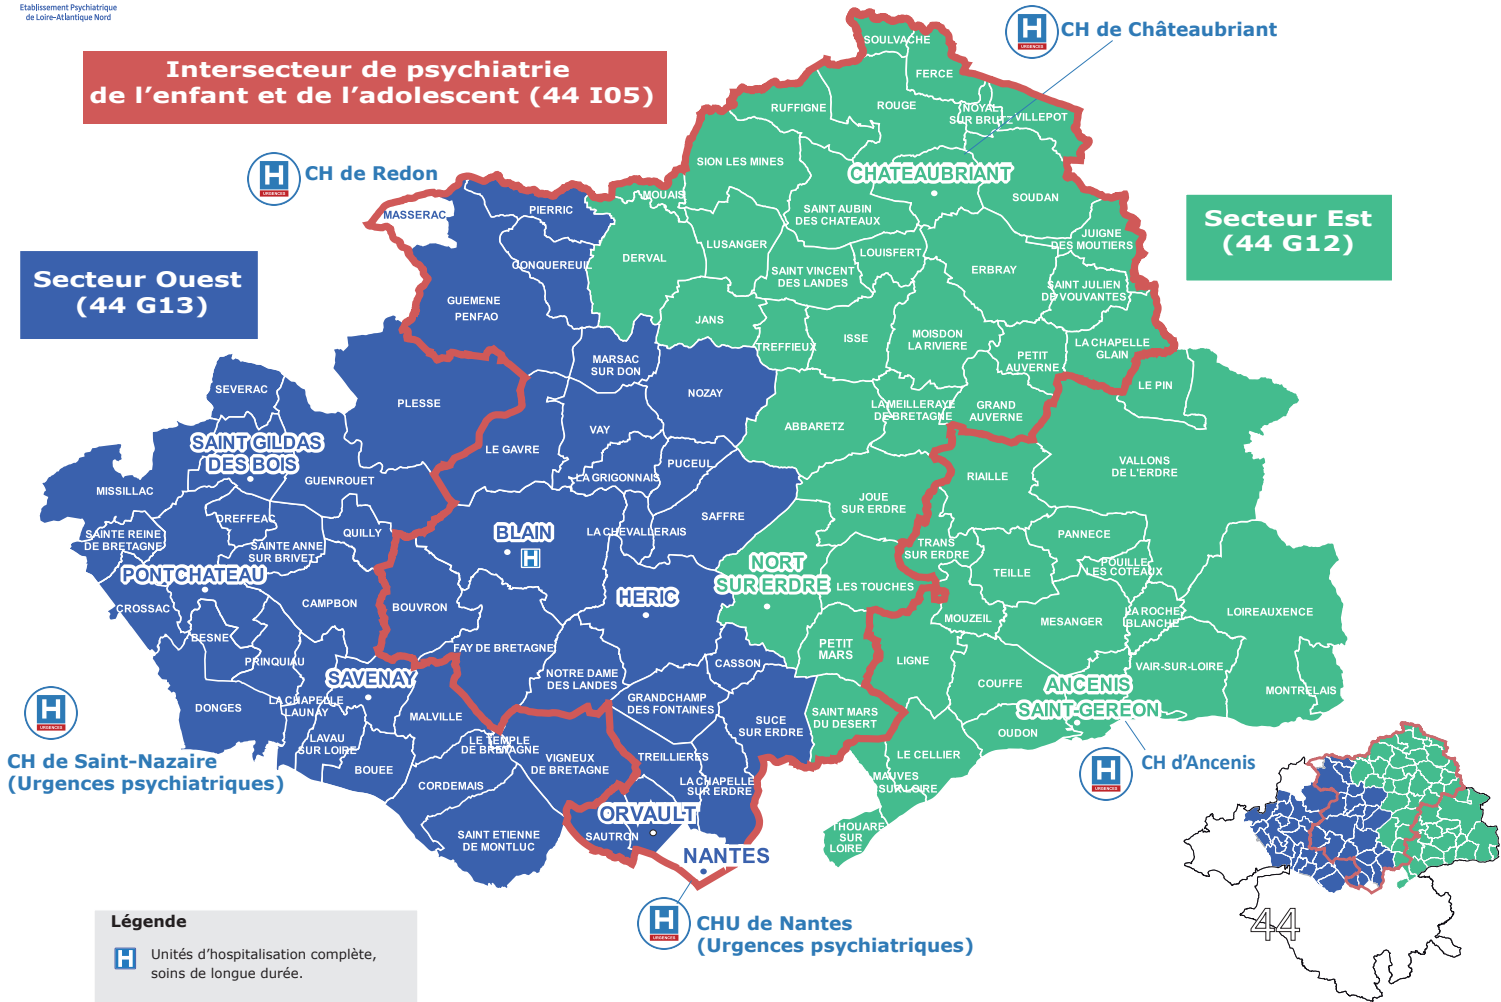 Etablissement Psychiatrique
de Loire-Atlantique Nord
CH de Châteaubriant
URGENCES
Intersecteur de psychiatrie
de l'enfant et de l'adolescent (44 I05)
SOULVACHE
FERCE
RUFFIGNE
ROUGE
NOYAL
SUR BRUTZ
VILLEPOT
CH de Redon
URGENCES
SION LES MINES
CHATEAUBRIANT
MOUAIS
SOUDAN
MASSERAC
PIERRIC
SAINT AUBIN
DES CHATEAUX
Secteur Est
(44 G12)
JUIGNE
DES MOUTIERS
LUSANGER
LOUISFERT
DERVAL
CONQUEREUIL
SAINT VINCENT
DES LANDES
ERBRAY
Secteur Ouest
(44 G13)
SAINT JULIEN
DE VOUVANTES
GUEMENE
PENFAO
JANS
TREFFIEUX
ISSE
MOISDON
LA RIVIERE
LA CHAPELLE
GLAIN
PETIT
AUVERNE
MARSAC
SUR DON
LE PIN
SEVERAC
NOZAY
PLESSE
LA MEILLERAYE
DE BRETAGNE
GRAND
AUVERNE
ABBARETZ
VAY
SAINT GILDAS
DES BOIS
LE GAVRE
PUCEUL
VALLONS
DE L'ERDRE
LA GRIGONNAIS
GUENROUET
RIAILLE
MISSILLAC
JOUE
SUR ERDRE
SAFFRE
DREFFEAC
SAINTE REINE
DE BRETAGNE
QUILLY
BLAIN
LA CHEVALLERAIS
PANNECE
SAINTE ANNE
SUR BRIVET
TRANS
SUR ERDRE
NORT
SUR ERDRE
POUILLE
LES COTEAUX
TEILLE
PONTCHATEAU
LES TOUCHES
HERIC
CAMPBON
BOUVRON
CROSSAC
LA ROCHE
BLANCHE
LOIREAUXENCE
MOUZEIL
MESANGER
BESNE
PETIT
MARS
FAY DE BRETAGNE
PRINQUIAU
CASSON
LIGNE
VAIR-SUR-LOIRE
NOTRE DAME
DES LANDES
SAVENAY
COUFFE
ANCENIS
SAINT-GEREON
MONTRELAIS
GRANDCHAMP
DES FONTAINES
LA CHAPELLE
LAUNAY
DONGES
MALVILLE
SAINT MARS
DU DESERT
SUCE
SUR ERDRE
OUDON
URGENCES
CH de Saint-Nazaire
(Urgences psychiatriques)
LAVAU
SUR LOIRE
LE TEMPLE
DE BRETAGNE
VIGNEUX
DE BRETAGNE
TREILLIERES
LE CELLIER
CH d'Ancenis
URGENCES
BOUEE
CORDEMAIS
LA CHAPELLE
SUR ERDRE
MAUVES
SUR LOIRE
ORVAULT
SAUTRON
SAINT ETIENNE
DE MONTLUC
THOUARE
SUR
LOIRE
NANTES
Légende
H Unités d'hospitalisation complète,
soins de longue durée.
URGENCES
CHU de Nantes
(Urgences psychiatriques)
44